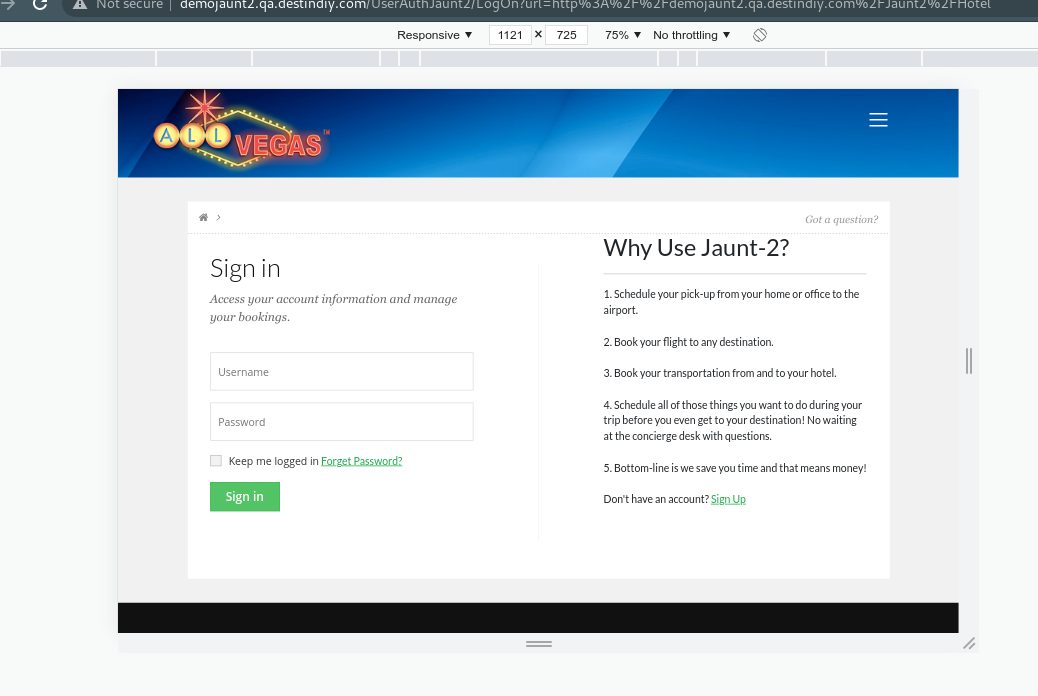 Not secure | demojaunt2.qa.destindiy.com/UserAuthJaunt2/LogOn?url=http%3A%2F%2Fdemojaunt2.qa.destindiy.com%2FJaunt2%2FHotel
Responsive ▼ 1121 × 725 75% ▼ No throttling ▼
ALL VEGAS™
Got a question?
Sign in
Access your account information and manage
your bookings.
Username
Password
Keep me logged in Forget Password?
Sign in
Why Use Jaunt-2?
1. Schedule your pick-up from your home or office to the
airport.
2. Book your flight to any destination.
3. Book your transportation from and to your hotel.
4. Schedule all of those things you want to do during your
trip before you even get to your destination! No waiting
at the concierge desk with questions.
5. Bottom-line is we save you time and that means money!
Don't have an account? Sign Up